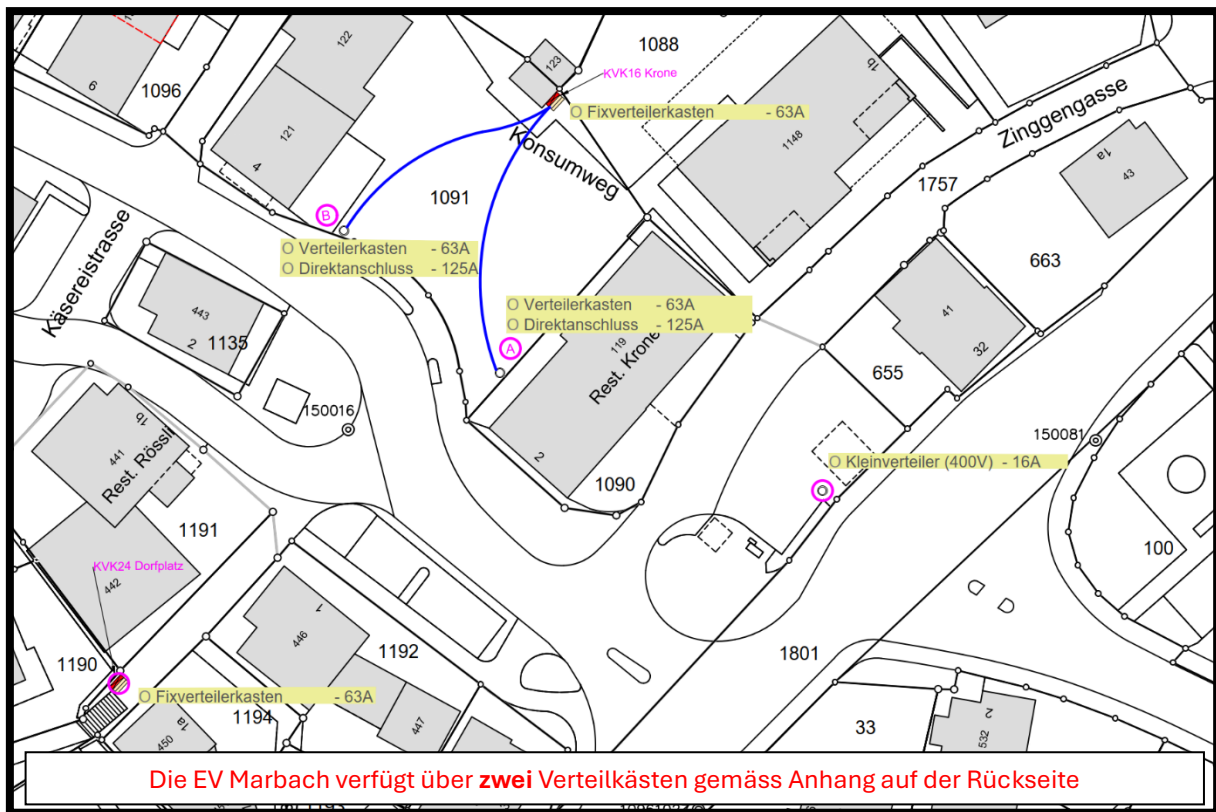 122
1088
123
KVK16 Krone
1b
6
1096
O Fixverteilerkasten - 63A
Zinggengasse
121
1148
1a
43
Konsumweg
4
1757
1091
B
Käsereistrasse
O Verteilerkasten - 63A
O Direktanschluss - 125A
663
O Verteilerkasten - 63A
O Direktanschluss - 125A
443
2
1135
41
32
119
Rest. Krone
A
655
1b
150016
441
Rest. Rössli
150081
O Kleinverteiler (400V) - 16A
2
1090
1191
100
KVK24 Dorfplatz
442
1
446
1192
1190
1801
O Fixverteilerkasten - 63A
1194
1a
450
447
33
2
532
Die EV Marbach verfügt über zwei Verteilkästen gemäss Anhang auf der Rückseite